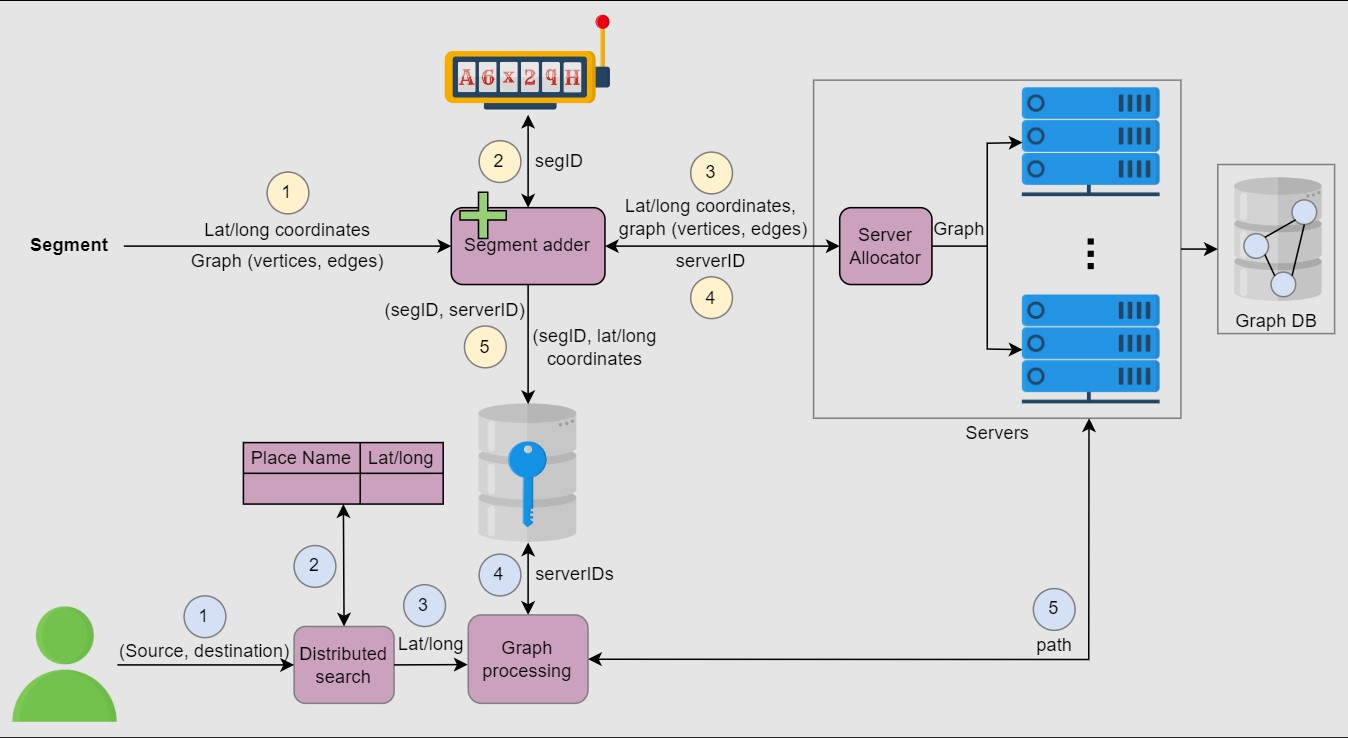 A6x29H
2
segID
1
3
Lat/long coordinates
Lat/long coordinates,
graph (vertices, edges)
Segment
Segment adder
Server
Allocator
Graph
Graph (vertices, edges)
serverID
4
(segID, serverID)
5
(segID, lat/long
coordinates
Graph DB
Servers
Place Name
Lat/long
2
4
serverIDs
1
3
5
(Source, destination)
Distributed
search
Lat/long
Graph
processing
path